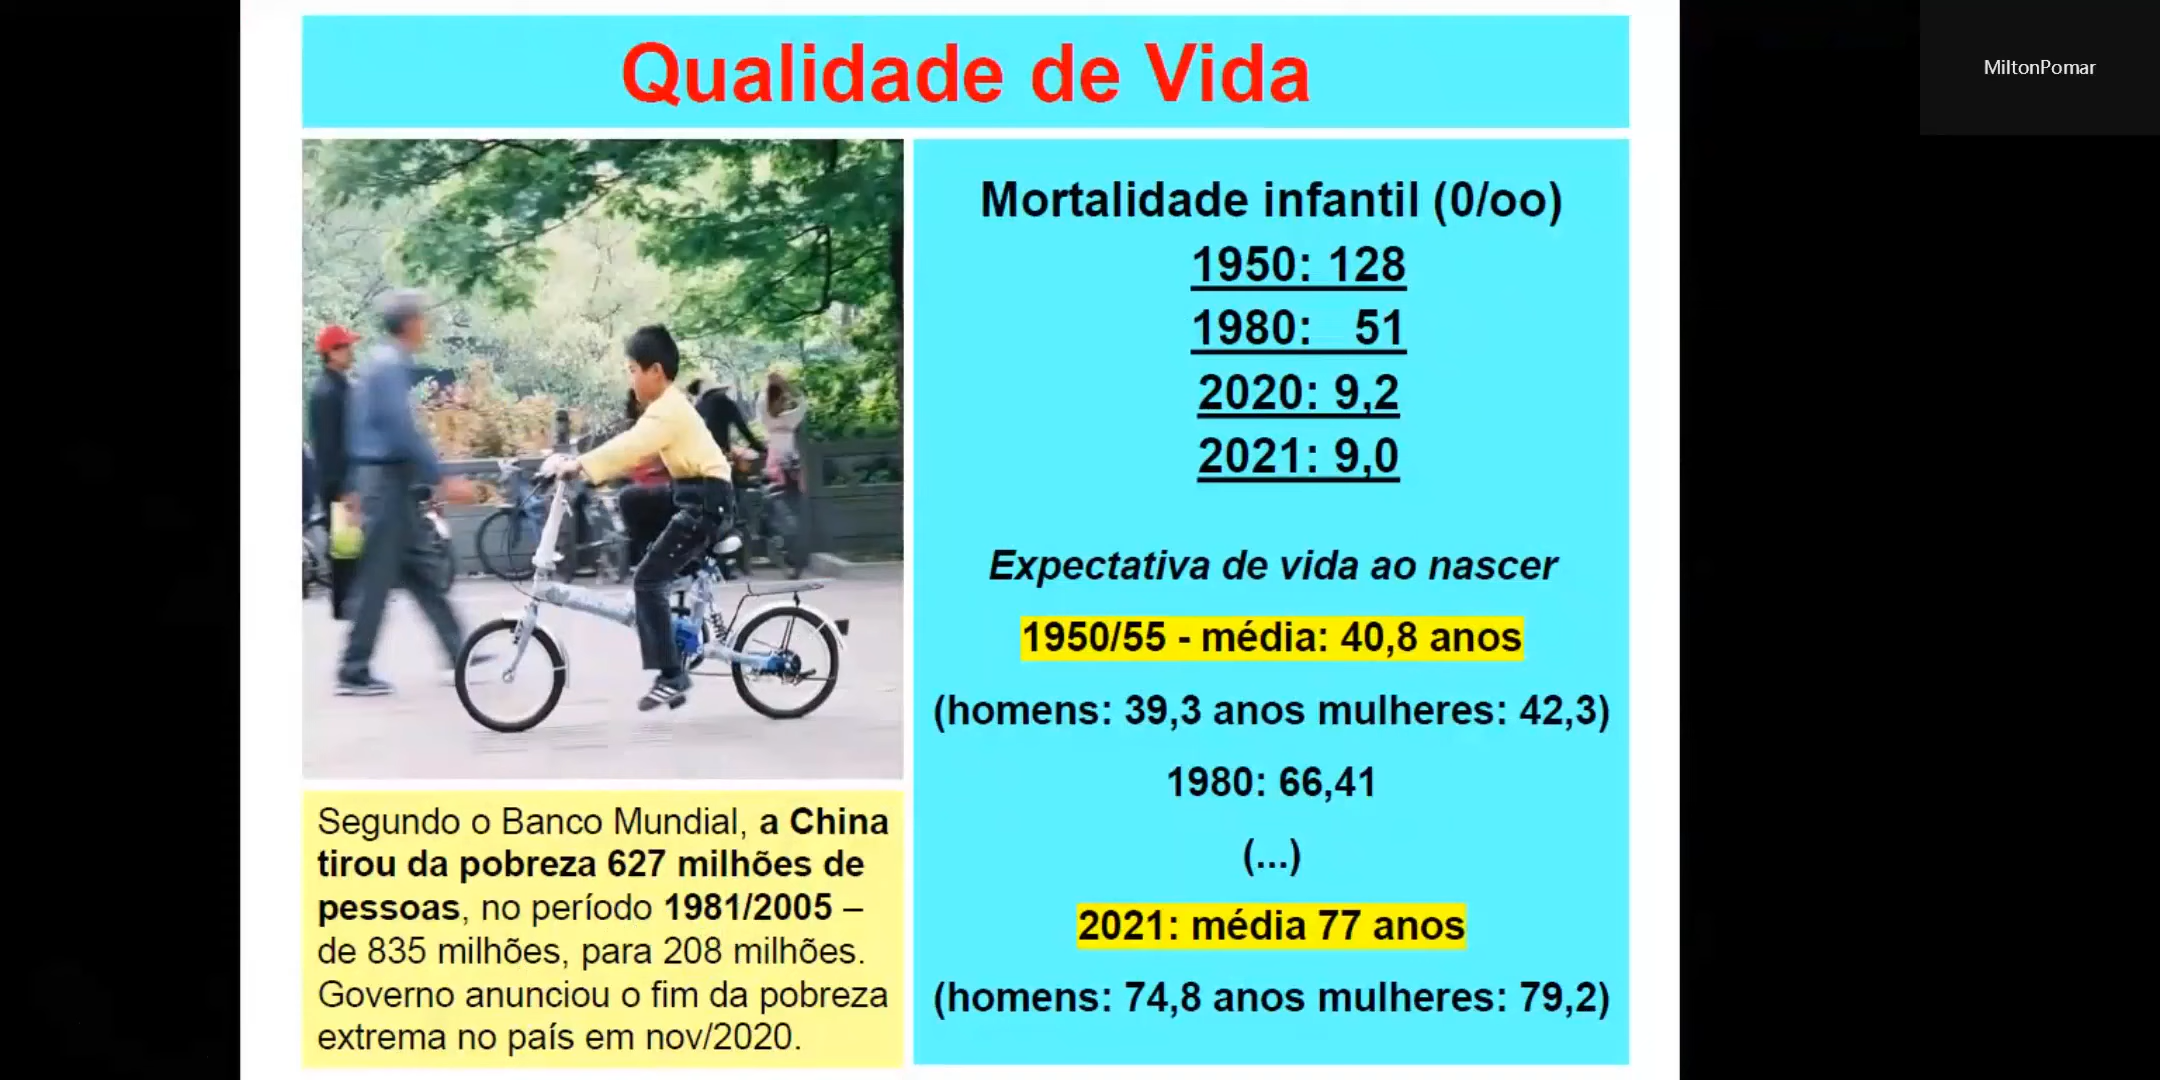 Qualidade de Vida
MiltonPomar
Mortalidade infantil (0/oo)
1950: 128
1980: 51
2020: 9,2
2021: 9,0
Expectativa de vida ao nascer
1950/55 - média: 40,8 anos
(homens: 39,3 anos mulheres: 42,3)
1980: 66,41
(...)
2021: média 77 anos
(homens: 74,8 anos mulheres: 79,2)
Segundo o Banco Mundial, a China
tirou da pobreza 627 milhões de
pessoas, no período 1981/2005 –
de 835 milhões, para 208 milhões.
Governo anunciou o fim da pobreza
extrema no país em nov/2020.